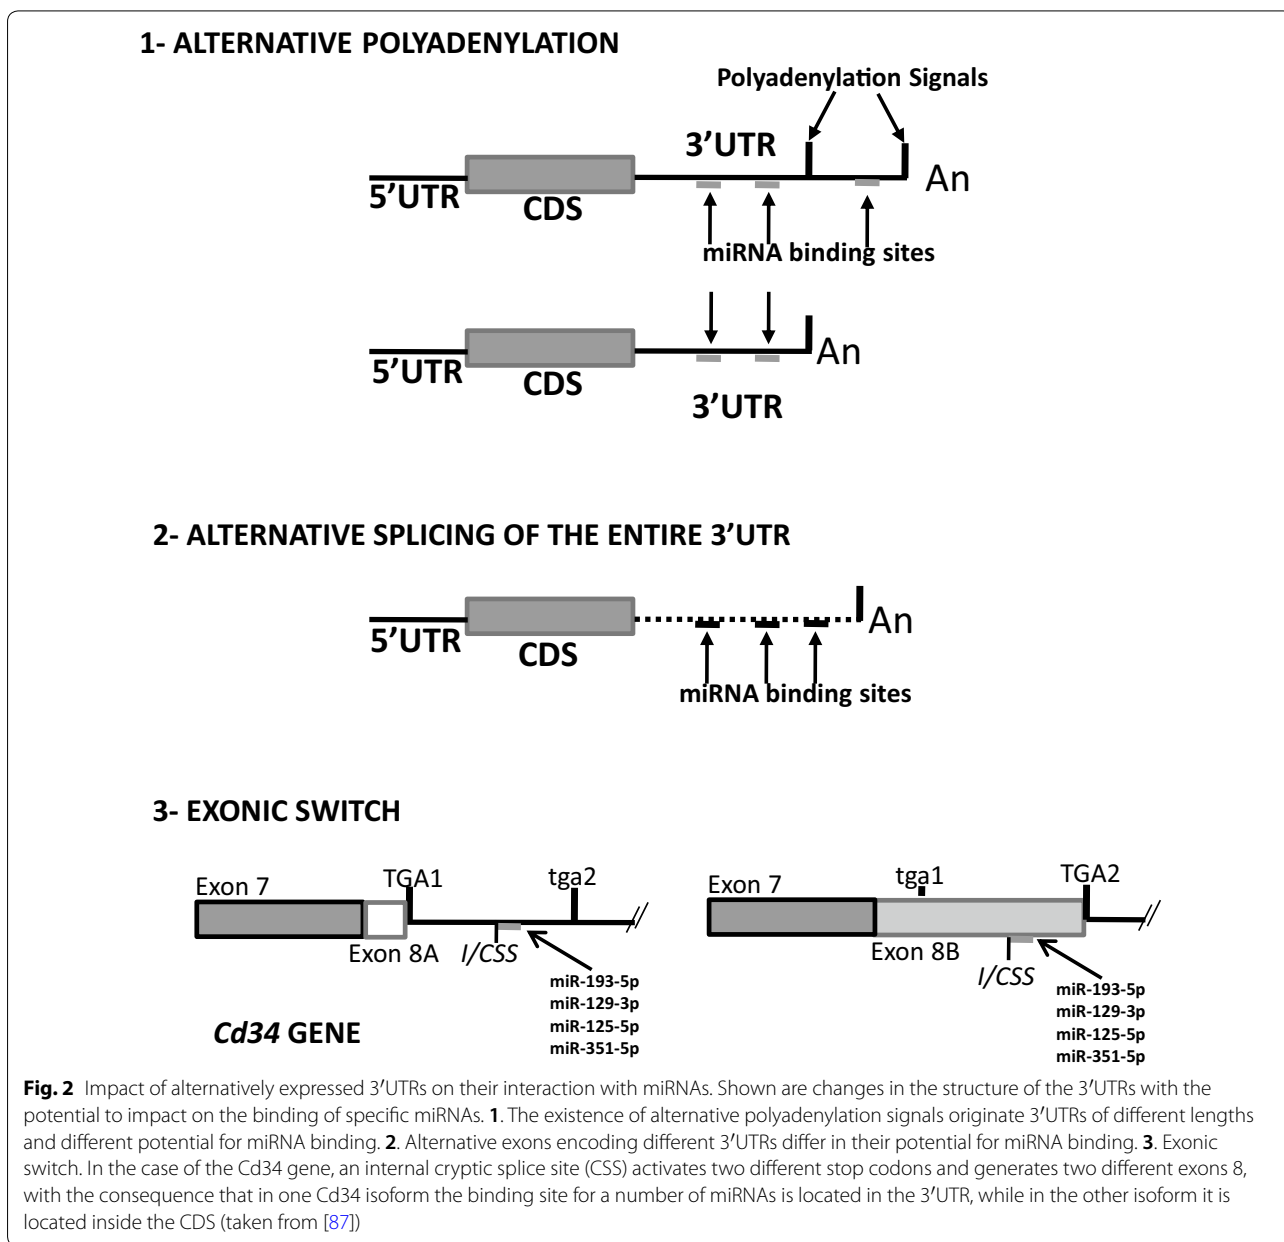 1- ALTERNATIVE POLYADENYLATION
Polyadenylation Signals
3’UTR
An
5’UTR
CDS
miRNA binding sites
An
5’UTR
CDS
3’UTR
2- ALTERNATIVE SPLICING OF THE ENTIRE 3’UTR
An
5’UTR
CDS
miRNA binding sites
3- EXONIC SWITCH
Exon 7
TGA1
tga2
Exon 8A
I/CSS
miR-193-5p
miR-129-3p
miR-125-5p
miR-351-5p
Cd34 GENE
Exon 7
tga1
TGA2
Exon 8B
I/CSS
miR-193-5p
miR-129-3p
miR-125-5p
miR-351-5p
Fig. 2 Impact of alternatively expressed 3′UTRs on their interaction with miRNAs. Shown are changes in the structure of the 3′UTRs with the
potential to impact on the binding of specific miRNAs. 1. The existence of alternative polyadenylation signals originate 3′UTRs of different lengths
and different potential for miRNA binding. 2. Alternative exons encoding different 3′UTRs differ in their potential for miRNA binding. 3. Exonic
switch. In the case of the Cd34 gene, an internal cryptic splice site (CSS) activates two different stop codons and generates two different exons 8,
with the consequence that in one Cd34 isoform the binding site for a number of miRNAs is located in the 3′UTR, while in the other isoform it is
located inside the CDS (taken from [87])